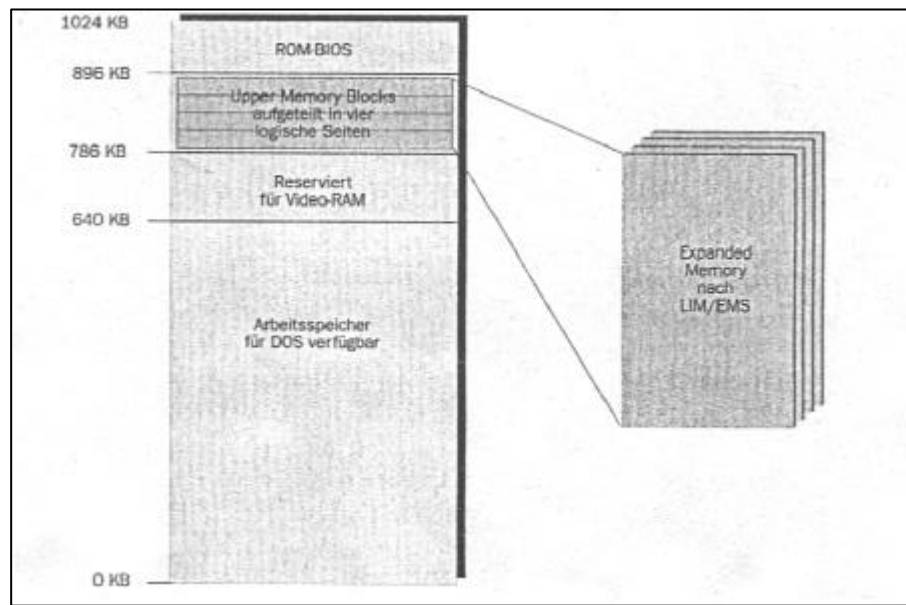 1024 KB
ROM-BIOS
896 KB
Upper Memory Blocks
aufgeteilt in vier
logische Seiten
786 KB
Reserviert
für Video-RAM
640 KB
Expanded
Memory
nach
LIM/EMS
Arbeitsspeicher
für DOS verfügbar
0 KB